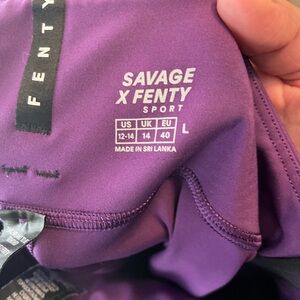 FENTY
SAVAGE
X FENTY
SPORT
US UK EU
12-14 14 40 L
MADE IN SRI LANKA